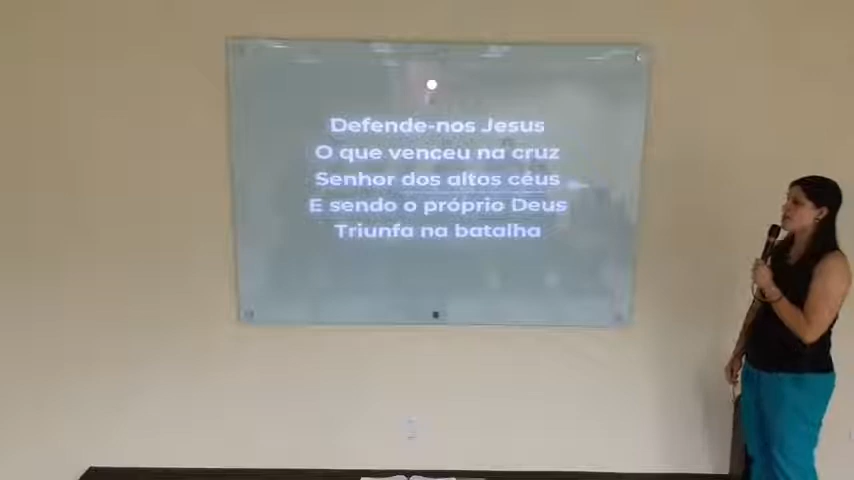 Defende-nos Jesus
O que venceu na cruz
Senhor dos altos céus
E sendo o próprio Deus
Triunfa na batalha